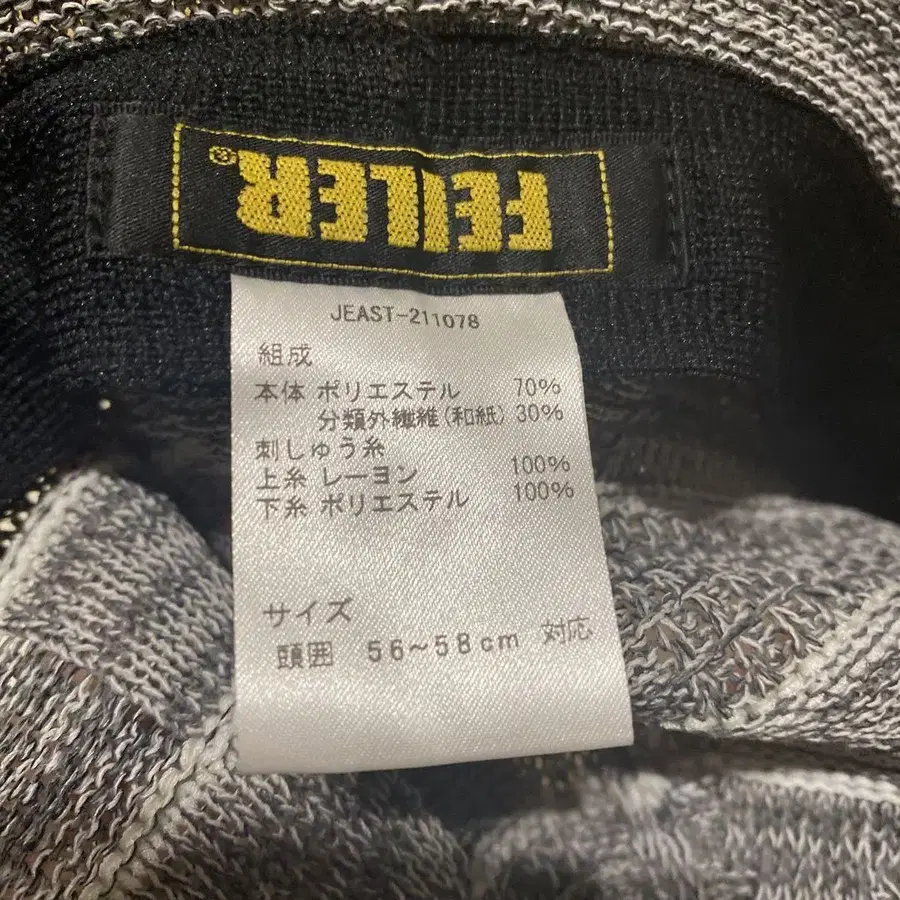 FEILER®
JEAST-211078
組成
本体 ポリエステル 70%
分類外繊維(和紙) 30%
刺しゅう糸
上糸 レーヨン 100%
下糸 ポリエステル 100%
サイズ
頭囲 56~58cm 対応